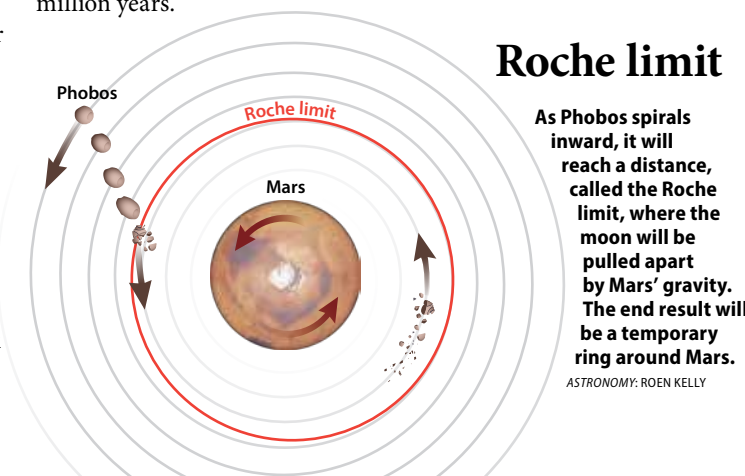 million years.
r
Roche limit
Phobos
Roche limit
Mars
As Phobos spirals
inward, it will
reach a distance,
called the Roche
limit, where the
moon will be
pulled apart
by Mars’ gravity.
The end result will
be a temporary
ring around Mars.
ASTRONOMY: ROEN KELLY